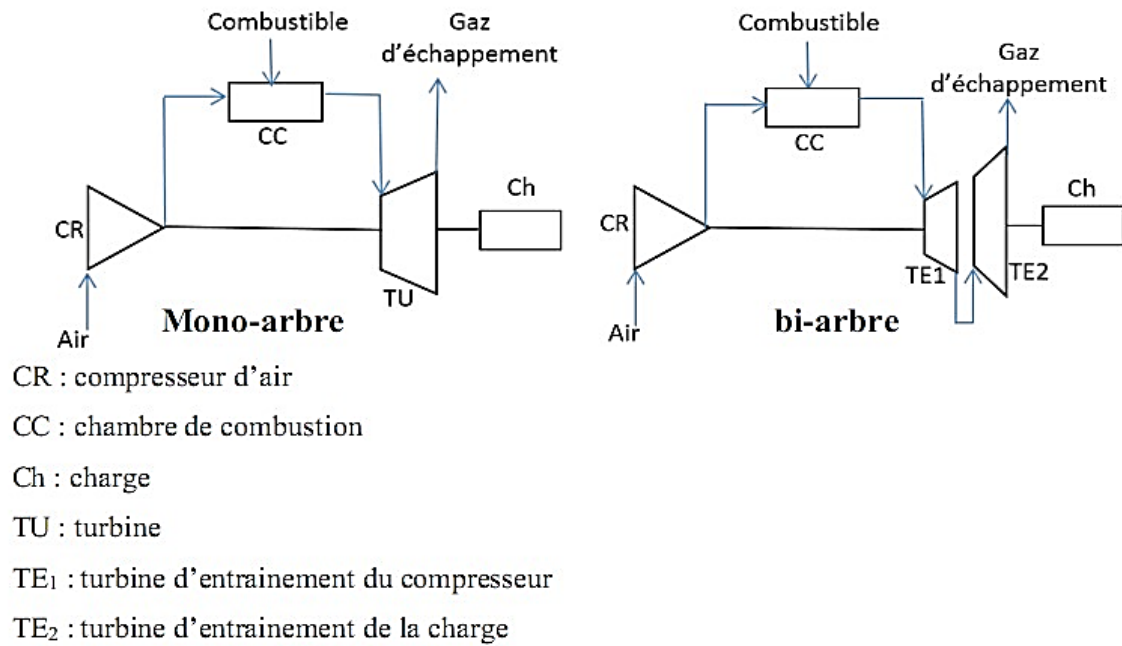 Combustible
Gaz
d’échappement
CC
Ch
CR
TU
Air
Mono-arbre
Combustible
Gaz
d’échappement
CC
Ch
CR
TE1
TE2
Air
bi-arbre
CR : compresseur d’air
CC : chambre de combustion
Ch : charge
TU : turbine
TE₁ : turbine d’entrainement du compresseur
TE₂ : turbine d’entrainement de la charge